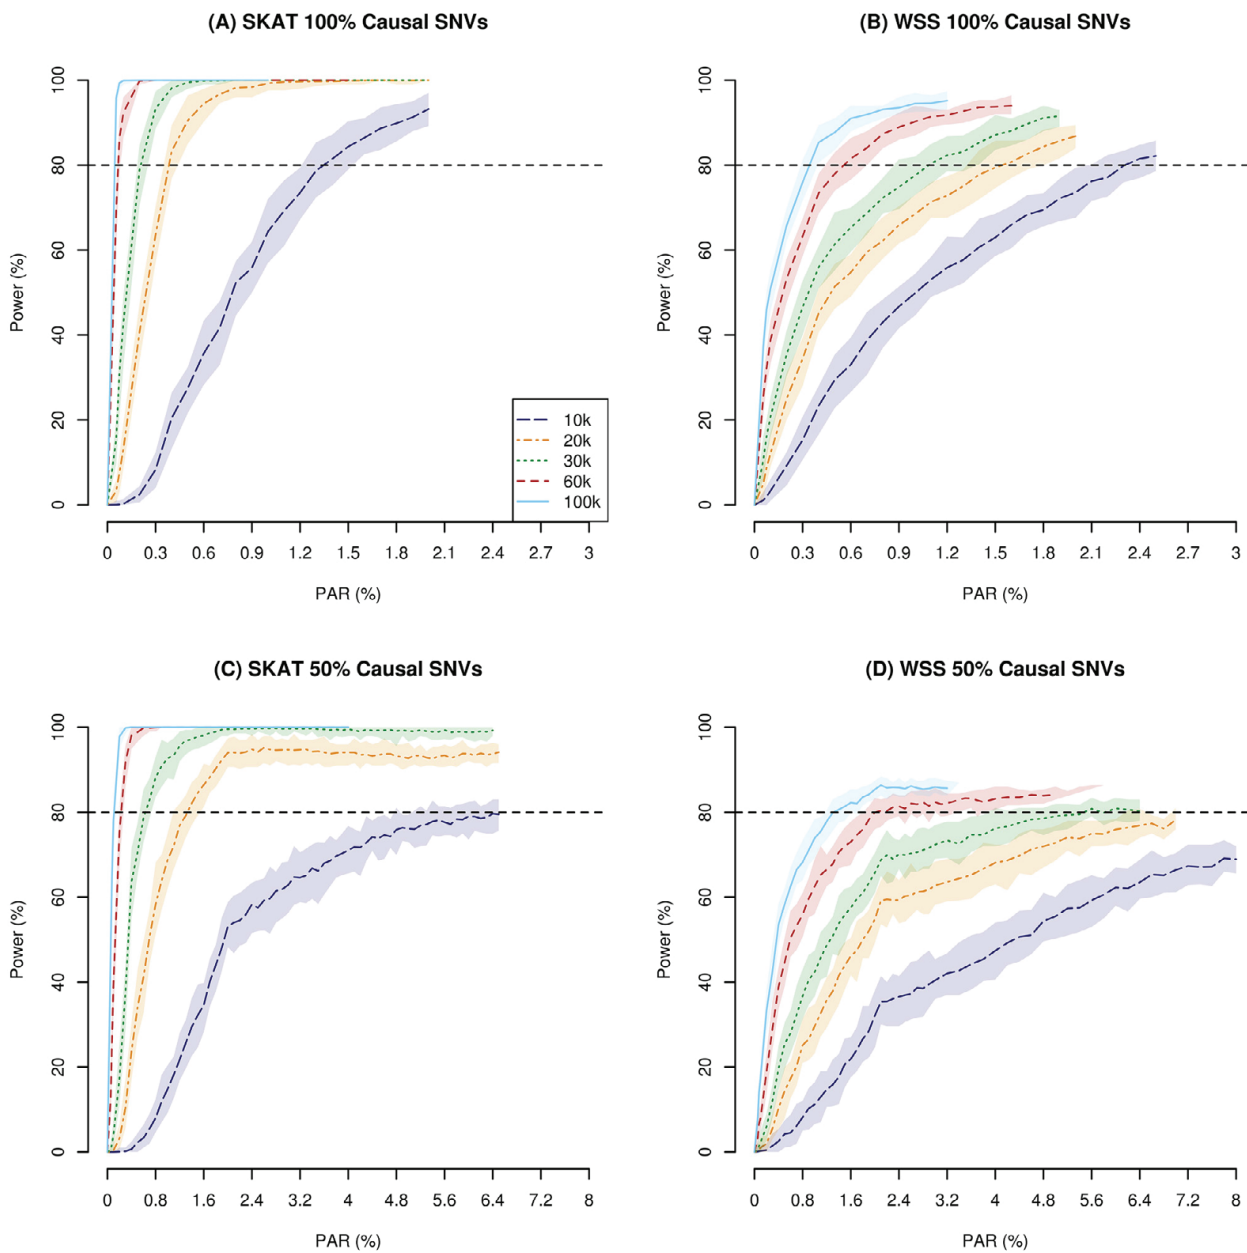 (A) SKAT 100% Causal SNVs
Power (%)
100
80
60
40
20
0
10k
20k
30k
60k
100k
0 0.3 0.6 0.9 1.2 1.5 1.8 2.1 2.4 2.7 3
PAR (%)
(B) WSS 100% Causal SNVs
Power (%)
100
80
60
40
20
0
0 0.3 0.6 0.9 1.2 1.5 1.8 2.1 2.4 2.7 3
PAR (%)
(C) SKAT 50% Causal SNVs
Power (%)
100
80
60
40
20
0
0 0.8 1.6 2.4 3.2 4 4.8 5.6 6.4 7.2 8
PAR (%)
(D) WSS 50% Causal SNVs
Power (%)
100
80
60
40
20
0
0 0.8 1.6 2.4 3.2 4 4.8 5.6 6.4 7.2 8
PAR (%)